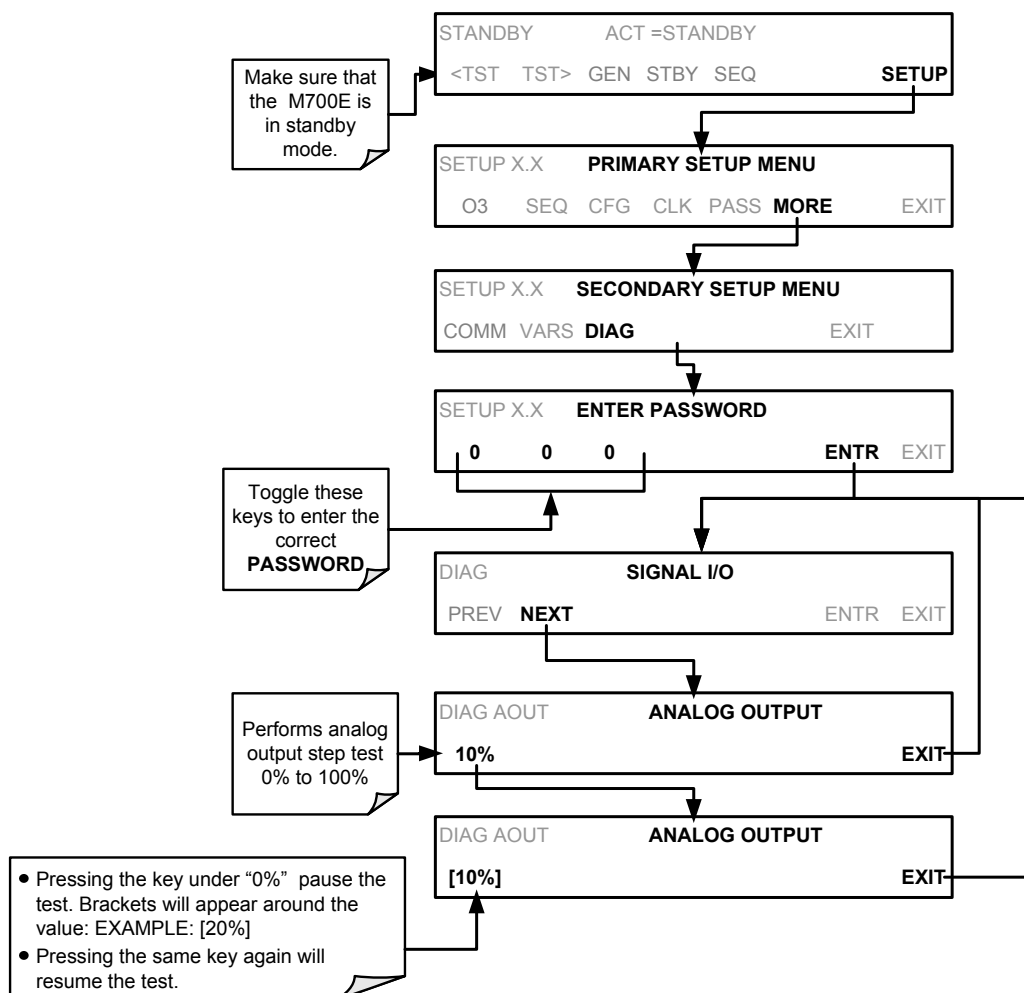 STANDBY ACT =STANDBY
<TST TST> GEN STBY SEQ SETUP
Make sure that
the M700E is
in standby
mode.
SETUP X.X PRIMARY SETUP MENU
O3 SEQ CFG CLK PASS MORE EXIT
SETUP X.X SECONDARY SETUP MENU
COMM VARS DIAG EXIT
SETUP X.X ENTER PASSWORD
0 0 0 ENTR EXIT
Toggle these
keys to enter the
correct
PASSWORD
DIAG SIGNAL I/O
PREV NEXT ENTR EXIT
Performs analog
output step test
0% to 100%
DIAG AOUT ANALOG OUTPUT
10% EXIT
DIAG AOUT ANALOG OUTPUT
[10%] EXIT
• Pressing the key under “0%” pause the
test. Brackets will appear around the
value: EXAMPLE: [20%]
• Pressing the same key again will
resume the test.